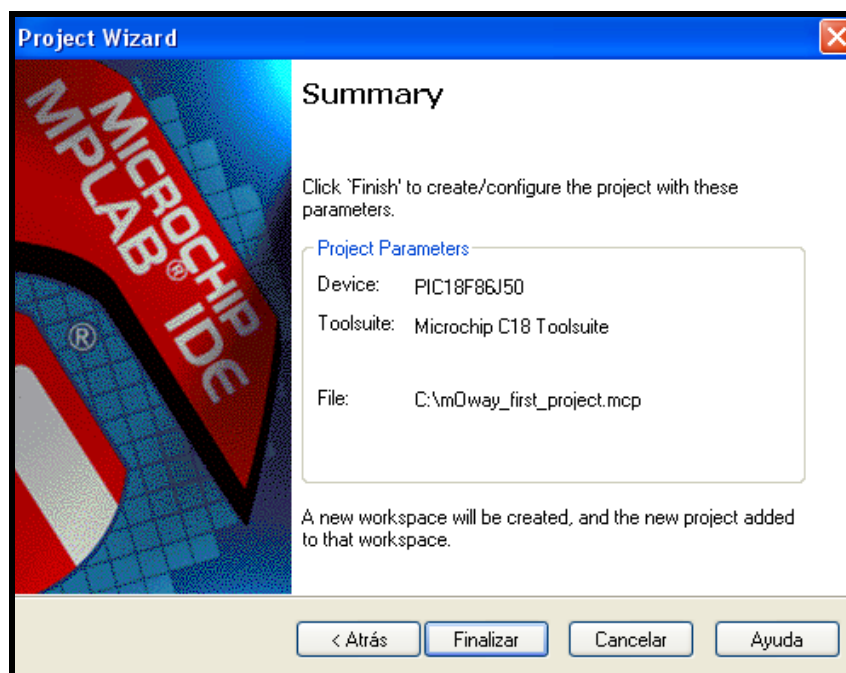 Project Wizard
MICROCHIP
MPLAB® IDE
®
Summary
Click `Finish' to create/configure the project with these
parameters.
Project Parameters
Device: PIC18F86J50
Toolsuite: Microchip C18 Toolsuite
File: C:\mOway_first_project.mcp
A new workspace will be created, and the new project added
to that workspace.
< Atrás Finalizar Cancelar Ayuda